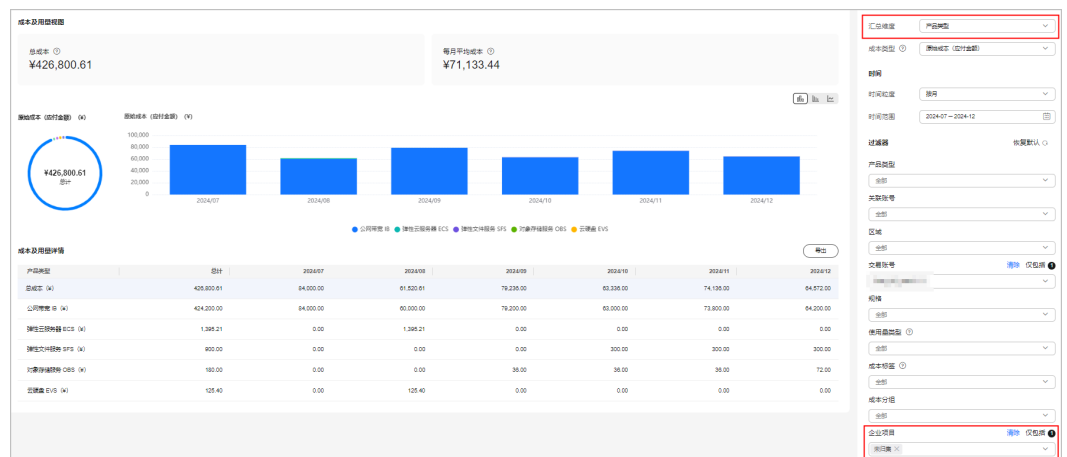 成本及用量视图
总成本
¥426,800.61
每月平均成本
¥71,133.44
原始成本（应付金额）（¥）
¥426,800.61
总计
原始成本（应付金额）（¥）
100,000
80,000
60,000
40,000
20,000
0
2024/07 2024/08 2024/09 2024/10 2024/11 2024/12
公网带宽 IB 弹性云服务器 ECS 弹性文件服务 SFS 对象存储服务 OBS 云硬盘 EVS
成本及用量详情 导出
产品类型 总计 2024/07 2024/08 2024/09 2024/10 2024/11 2024/12
总成本（¥） 426,800.61 84,000.00 61,520.61 79,236.00 63,336.00 74,136.00 64,572.00
公网带宽 IB（¥） 424,200.00 84,000.00 60,000.00 79,200.00 63,000.00 73,800.00 64,200.00
弹性云服务器 ECS（¥） 1,395.21 0.00 1,395.21 0.00 0.00 0.00 0.00
弹性文件服务 SFS（¥） 900.00 0.00 0.00 0.00 300.00 300.00 300.00
对象存储服务 OBS（¥） 180.00 0.00 0.00 36.00 36.00 36.00 72.00
云硬盘 EVS（¥） 125.40 0.00 125.40 0.00 0.00 0.00 0.00
汇总维度 产品类型
成本类型 原始成本（应付金额）
时间
时间粒度 按月
时间范围 2024-07 – 2024-12
过滤器 恢复默认
产品类型
全部
关联账号
全部
区域
全部
交易账号 清除 仅包括 1
规格
全部
使用量类型
全部
成本标签
全部
成本分组
全部
企业项目 清除 仅包括 1
未归集 ×